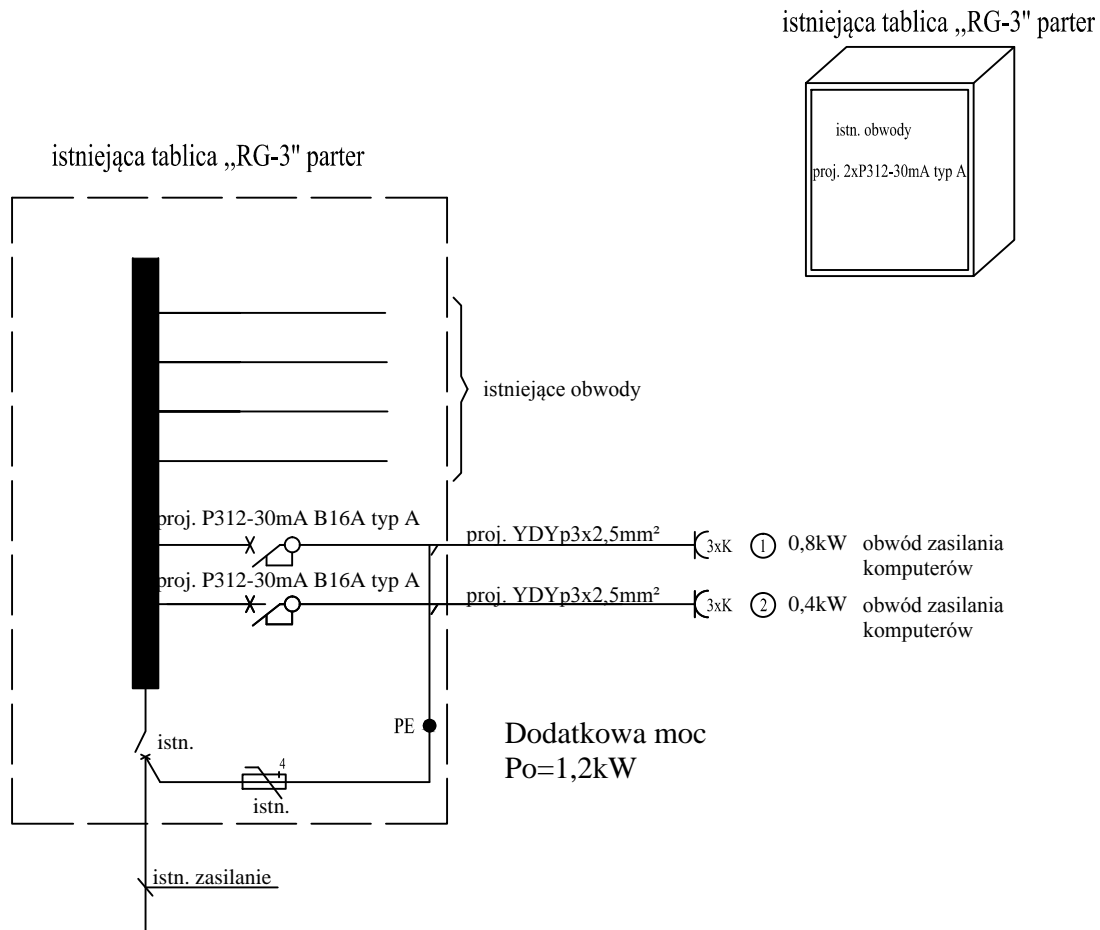 istniejąca tablica ,,RG-3" parter
istn. obwody
proj. 2xP312-30mA typ A
istniejąca tablica ,,RG-3" parter
istniejące obwody
proj. P312-30mA B16A typ A
proj. YDYp3x2,5mm²
3xK
1
0,8kW
obwód zasilania
komputerów
proj. P312-30mA B16A typ A
proj. YDYp3x2,5mm²
3xK
2
0,4kW
obwód zasilania
komputerów
PE
istn.
Dodatkowa moc
Po=1,2kW
4
istn.
istn. zasilanie